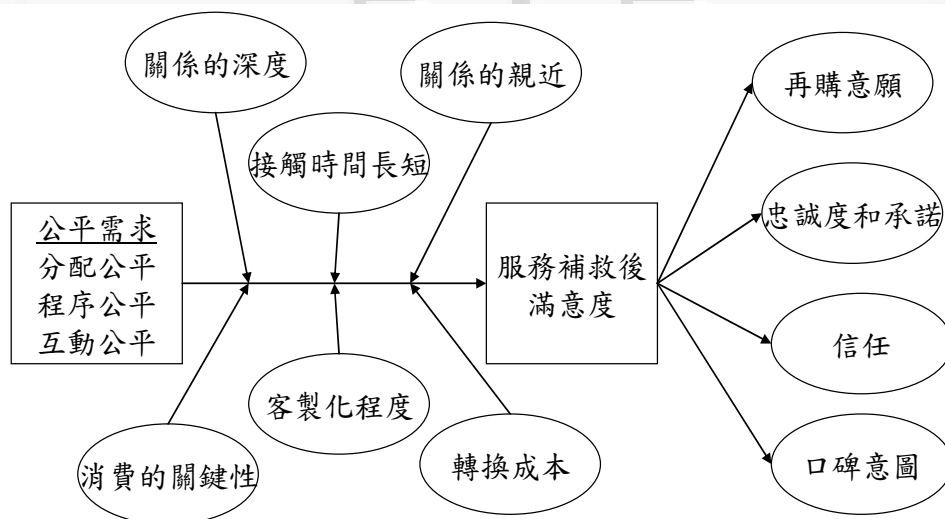 關係的深度
關係的親近
再購意願
接觸時間長短
忠誠度和承諾
公平需求
分配公平
程序公平
互動公平
服務補救後
滿意度
信任
客製化程度
消費的關鍵性
轉換成本
口碑意圖